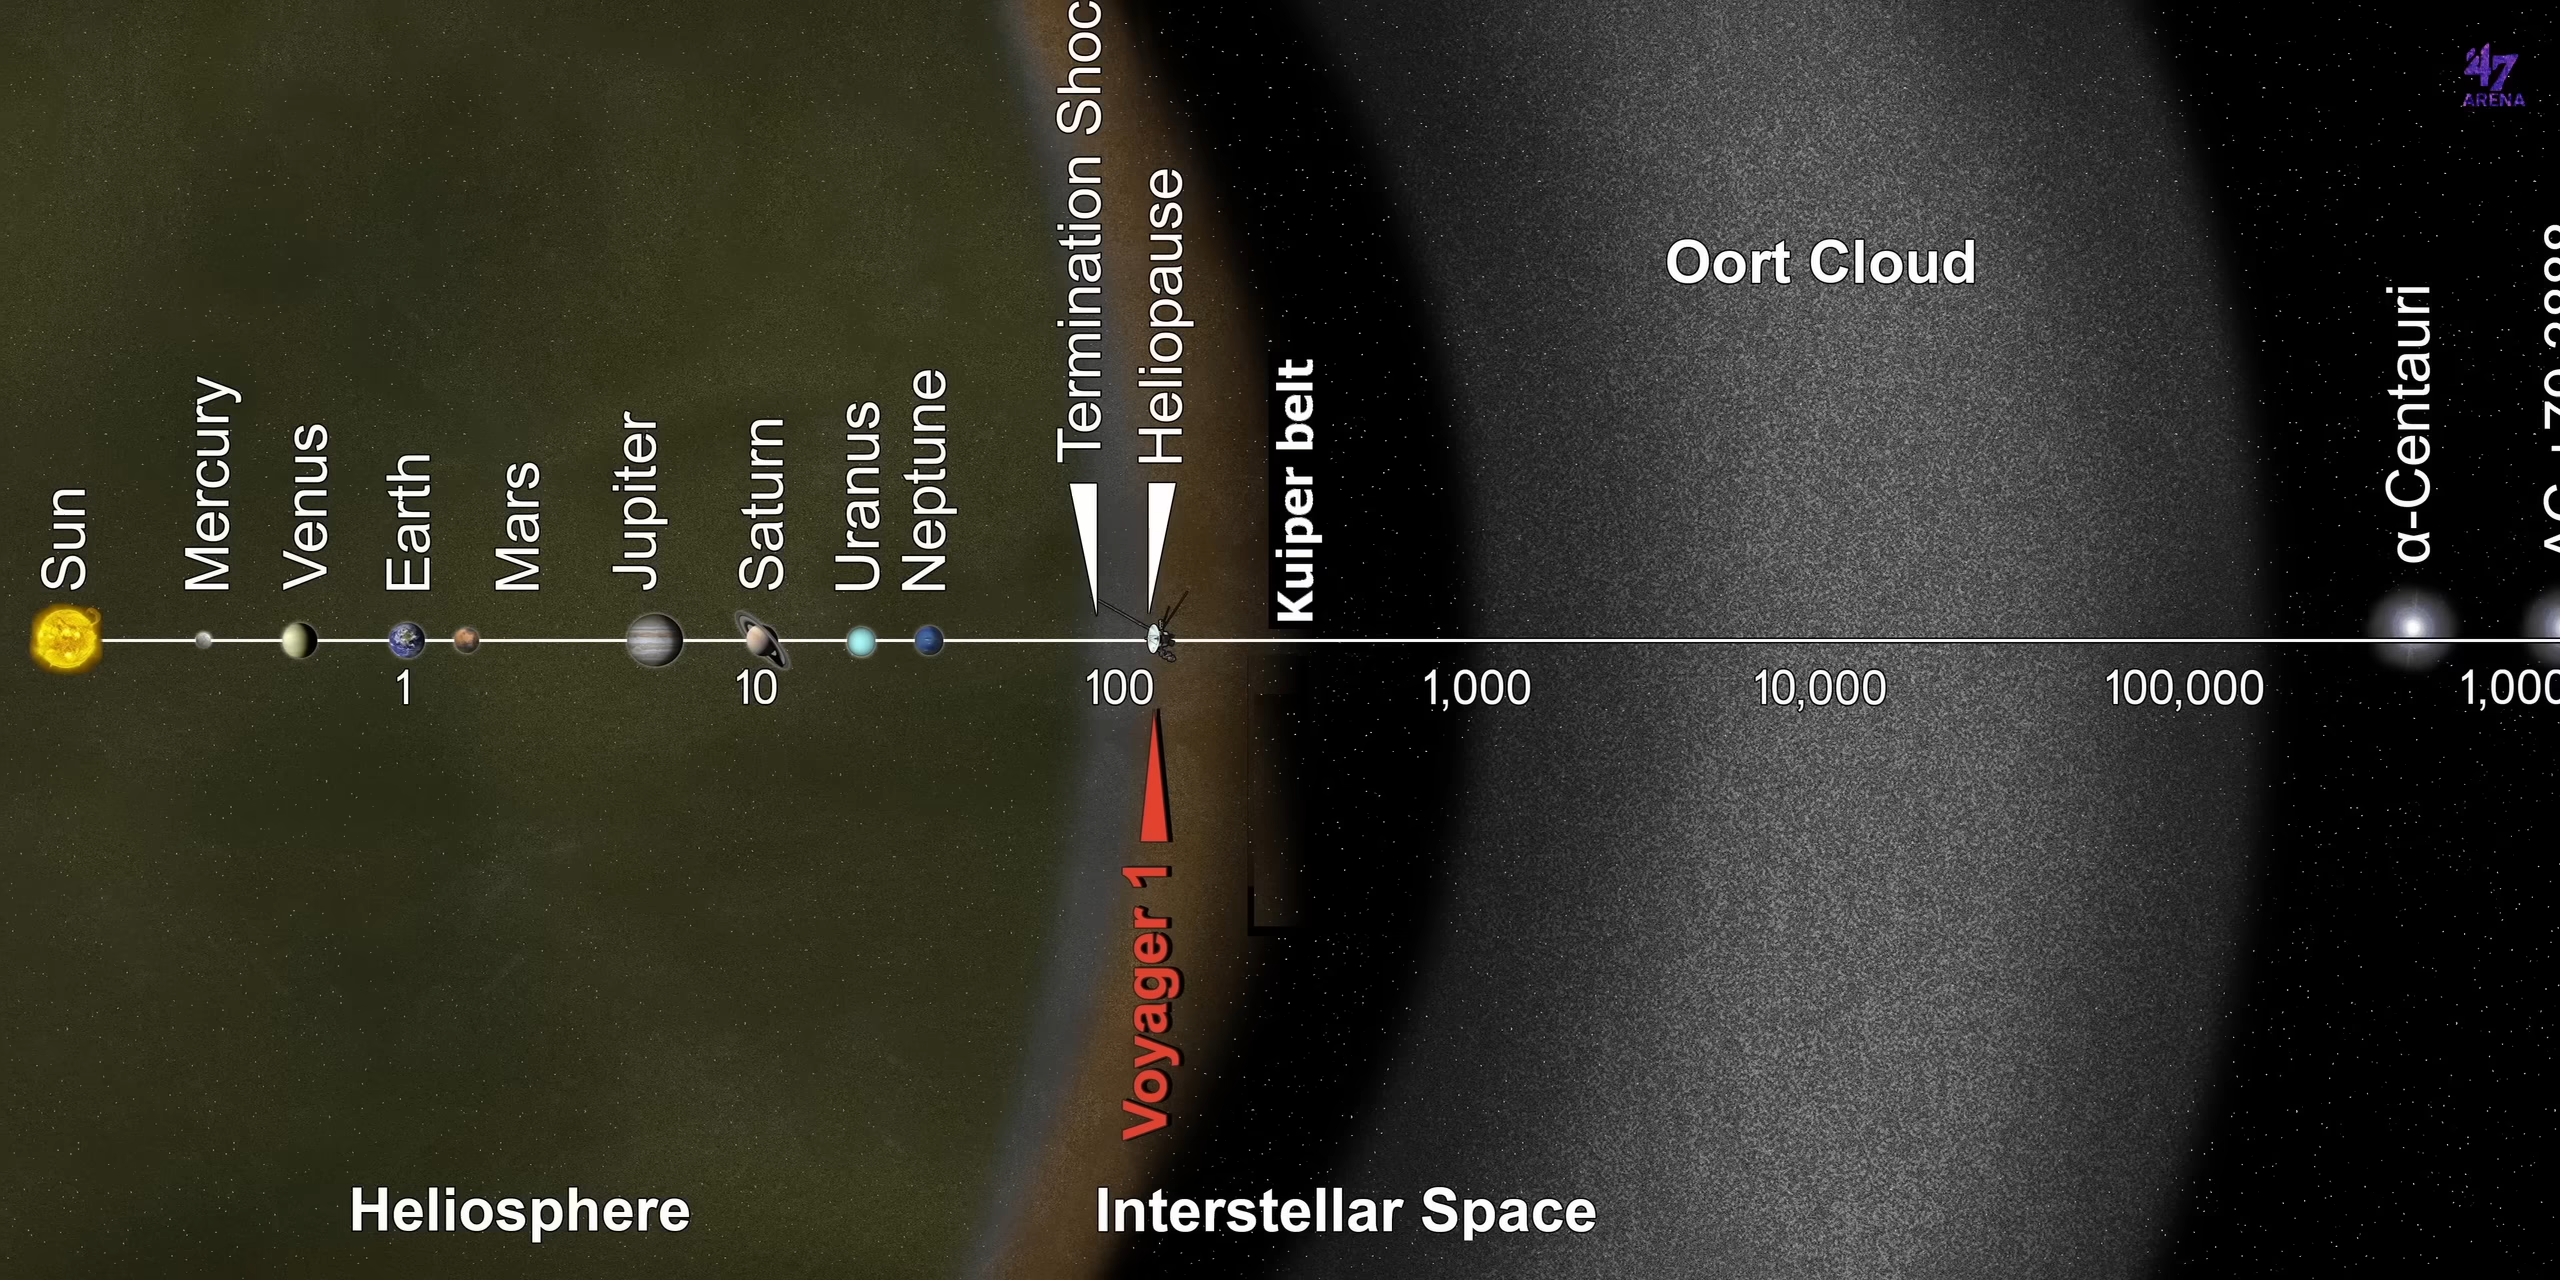 47
ARENA
Oort Cloud
Sun
Mercury
Venus
Earth
Mars
Jupiter
Saturn
Uranus
Neptune
Termination Shoc
Heliopause
Kuiper belt
α-Centauri
1
10
100
1,000
10,000
100,000
1,000
Voyager 1
Heliosphere
Interstellar Space